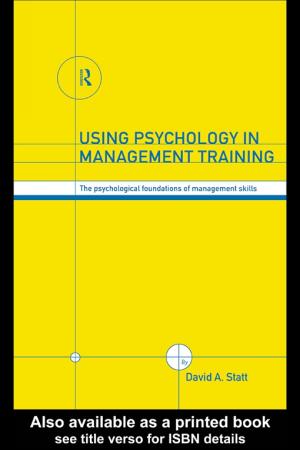 R
USING PSYCHOLOGY IN
MANAGEMENT TRAINING
The psychological foundations of management skills
By
David A. Statt
Also available as a printed book
see title verso for ISBN details